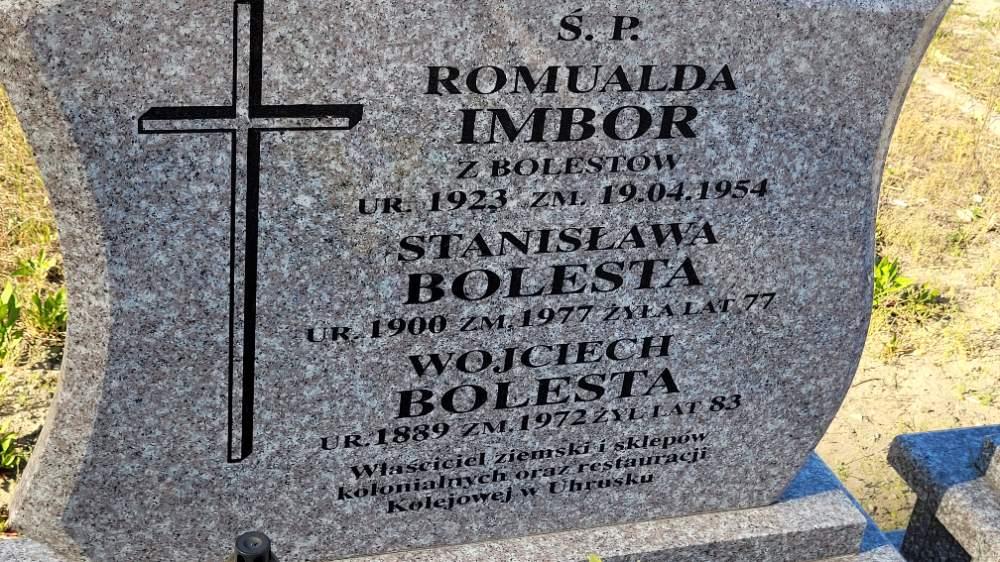 Ś. P.
ROMUALDA
IMBOR
Z BOLESTÓW
UR. 1923 ZM. 19.04.1954
STANISŁAWA
BOLESTA
UR. 1900 ZM. 1977 ŻYŁA LAT 77
WOJCIECH
BOLESTA
UR. 1889 ZM. 1972 ŻYŁ LAT 83
Właściciel ziemski i sklepów
kolonialnych oraz restauracji
Kolejowej w Uhrusku